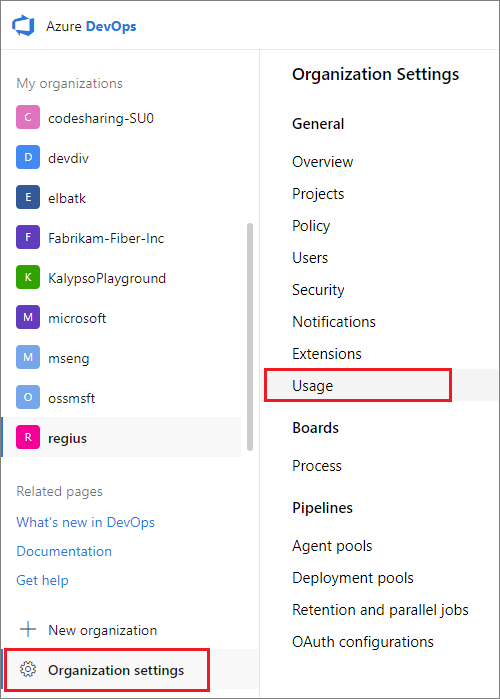 Azure DevOps
My organizations
C codesharing-SU0
D devdiv
E elbatk
F Fabrikam-Fiber-Inc
K KalypsoPlayground
M microsoft
M mseng
O ossmsft
R regius
Related pages
What's new in DevOps
Documentation
Get help
New organization
Organization settings
Organization Settings
General
Overview
Projects
Policy
Users
Security
Notifications
Extensions
Usage
Boards
Process
Pipelines
Agent pools
Deployment pools
Retention and parallel jobs
OAuth configurations